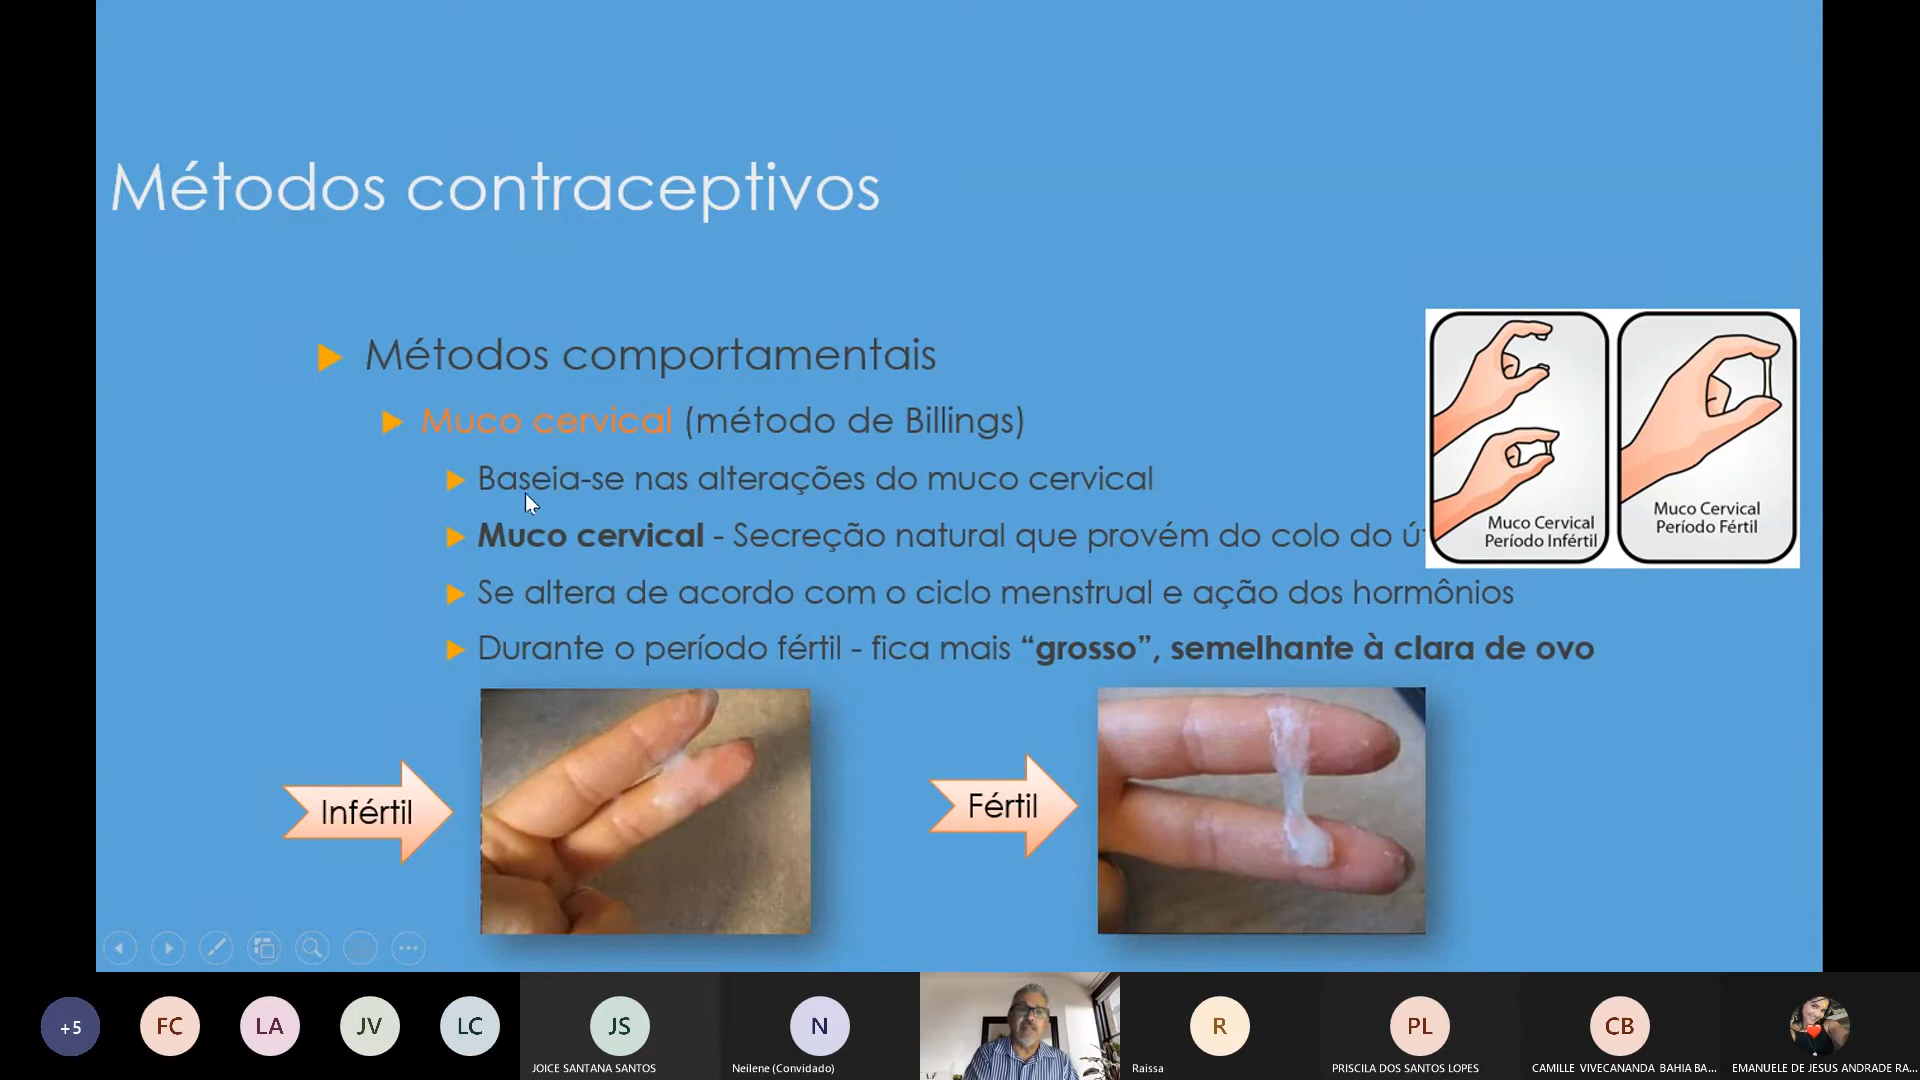 Métodos contraceptivos
Métodos comportamentais
Muco cervical (método de Billings)
Baseia-se nas alterações do muco cervical
Muco cervical - Secreção natural que provém do colo do
Se altera de acordo com o ciclo menstrual e ação dos hormônios
Durante o período fértil - fica mais “grosso”, semelhante à clara de ovo
Muco Cervical
Período Infértil
Muco Cervical
Período Fértil
Infértil
Fértil
+5
FC
LA
JV
LC
JS
JOICE SANTANA SANTOS
N
Neilene (Convidado)
R
Raissa
PL
PRISCILA DOS SANTOS LOPES
CB
CAMILLE VIVECANANDA BAHIA BA...
EMANUELE DE JESUS ANDRADE RA...